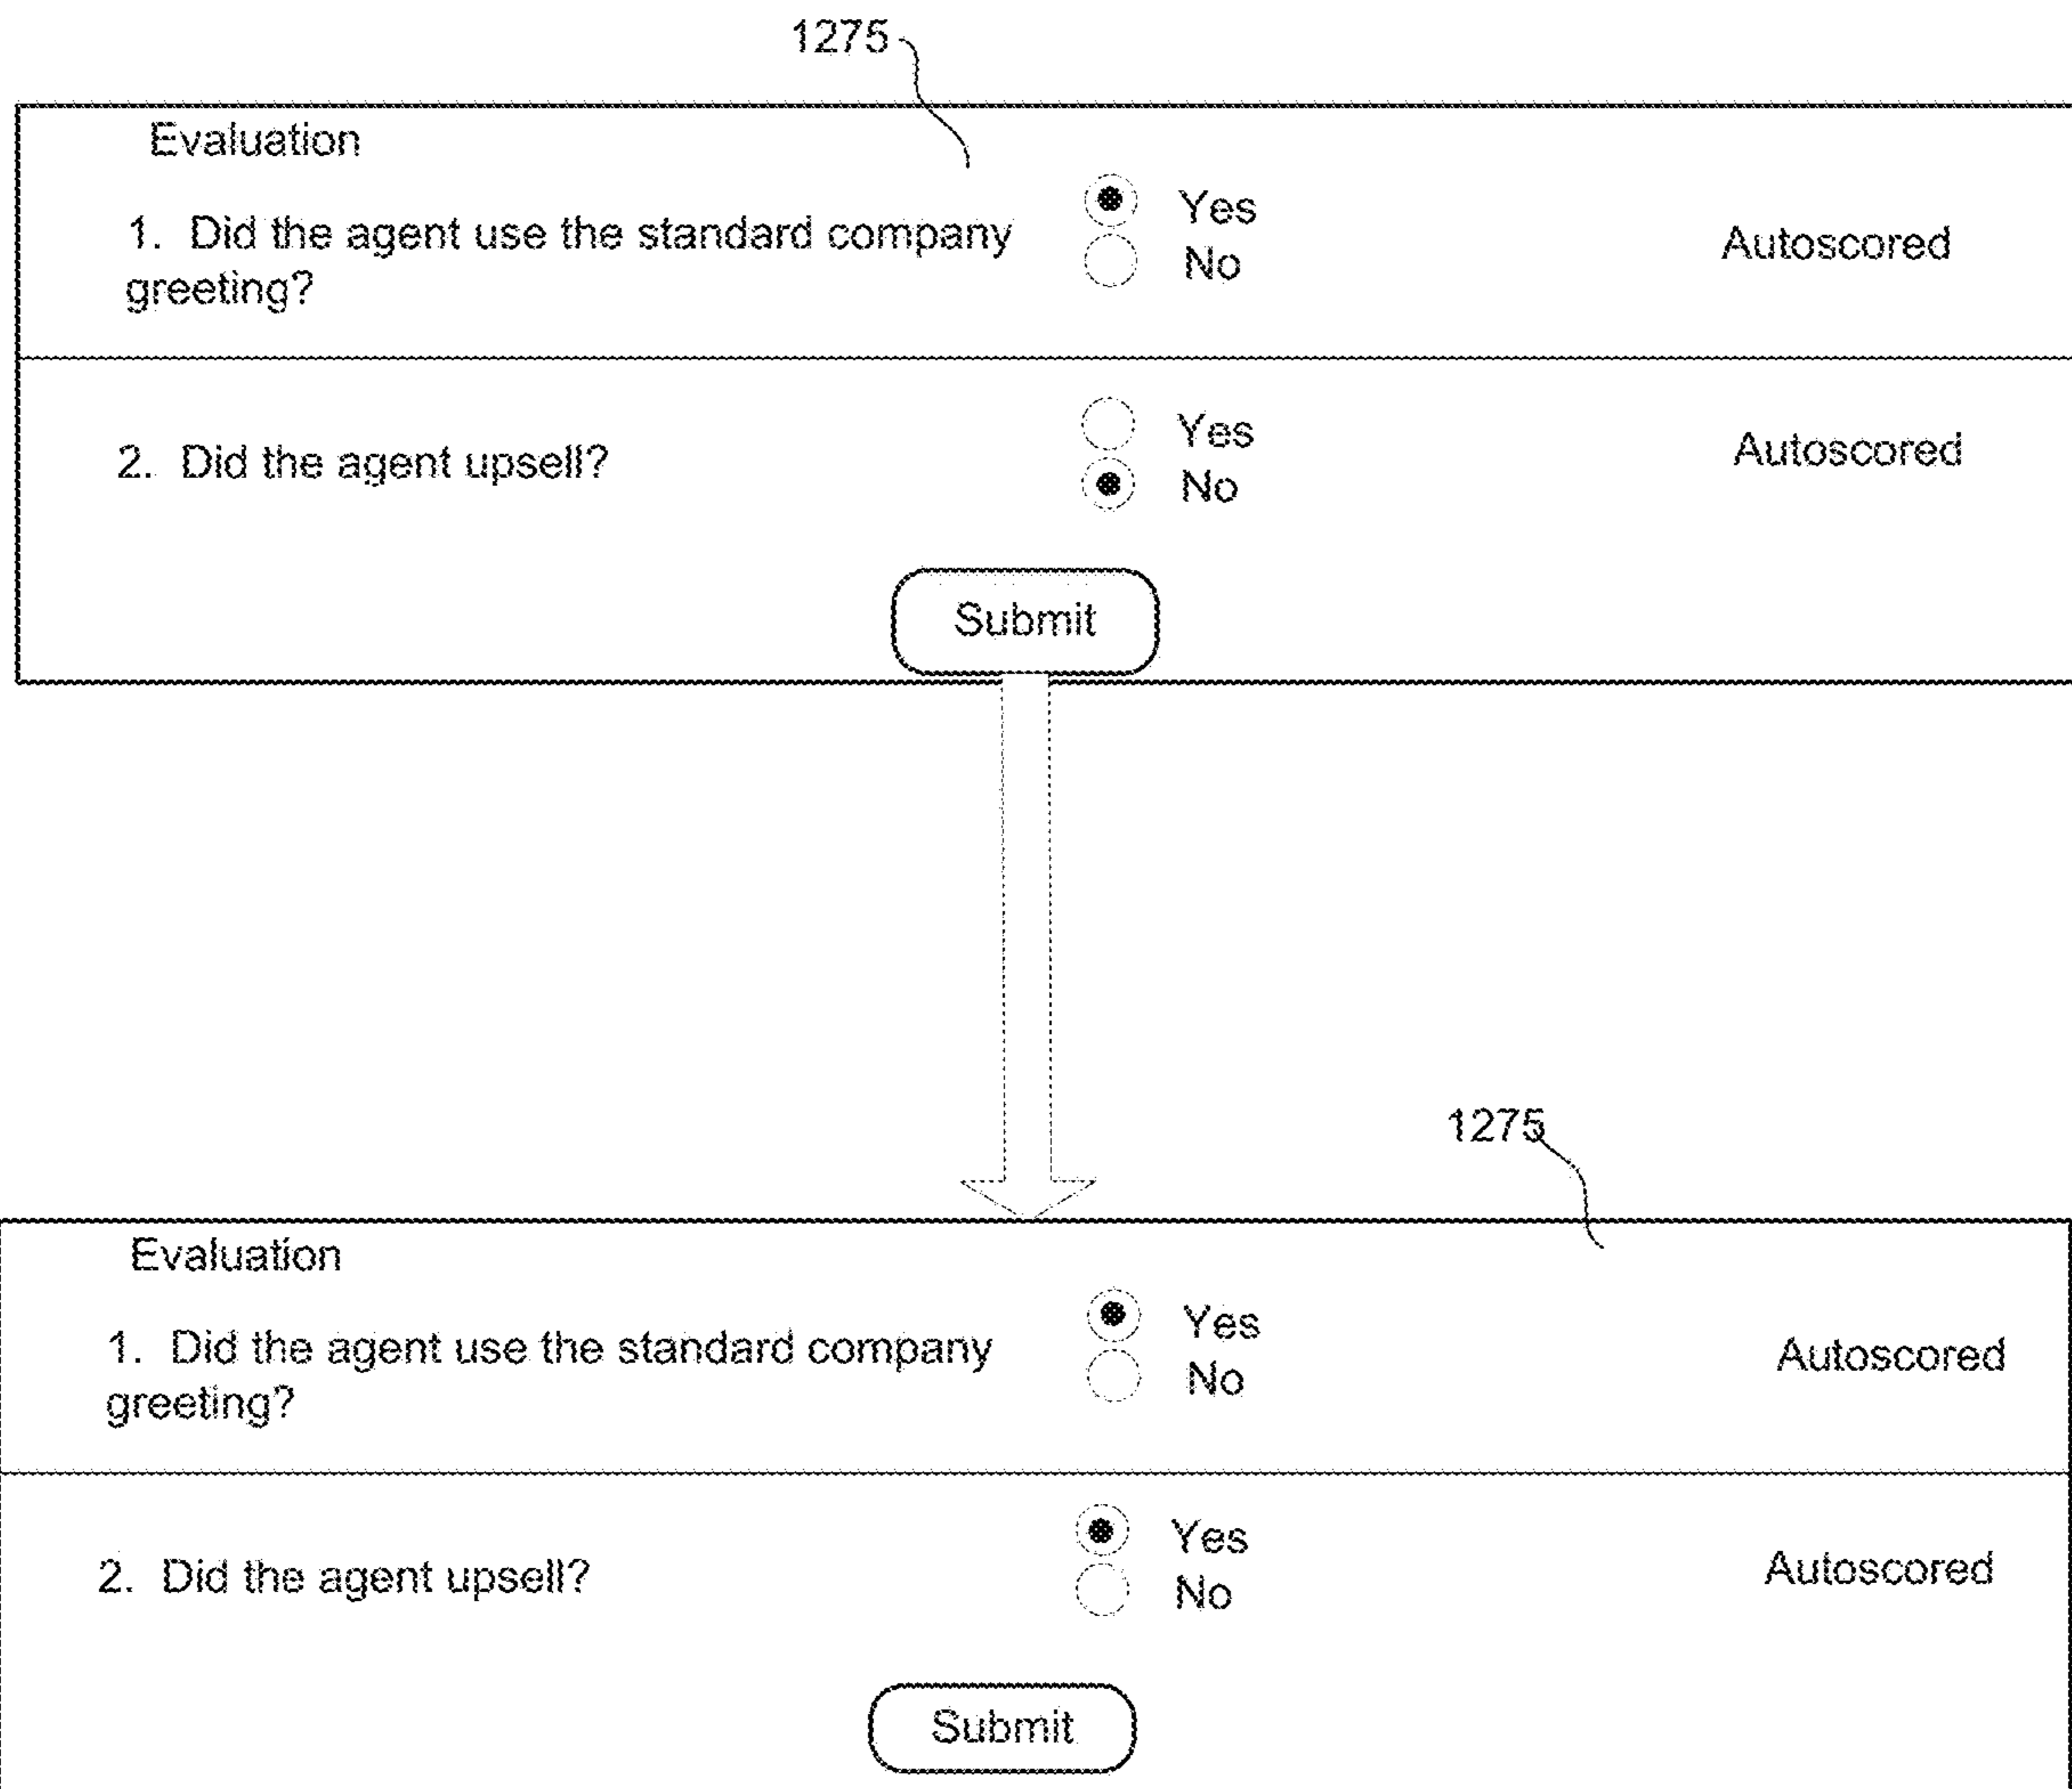 1275
Evaluation
1. Did the agent use the standard company
greeting?
Yes
No
Autoscored
2. Did the agent upsell?
Yes
No
Autoscored
Submit
1275
Evaluation
1. Did the agent use the standard company
greeting?
Yes
No
Autoscored
2. Did the agent upsell?
Yes
No
Autoscored
Submit